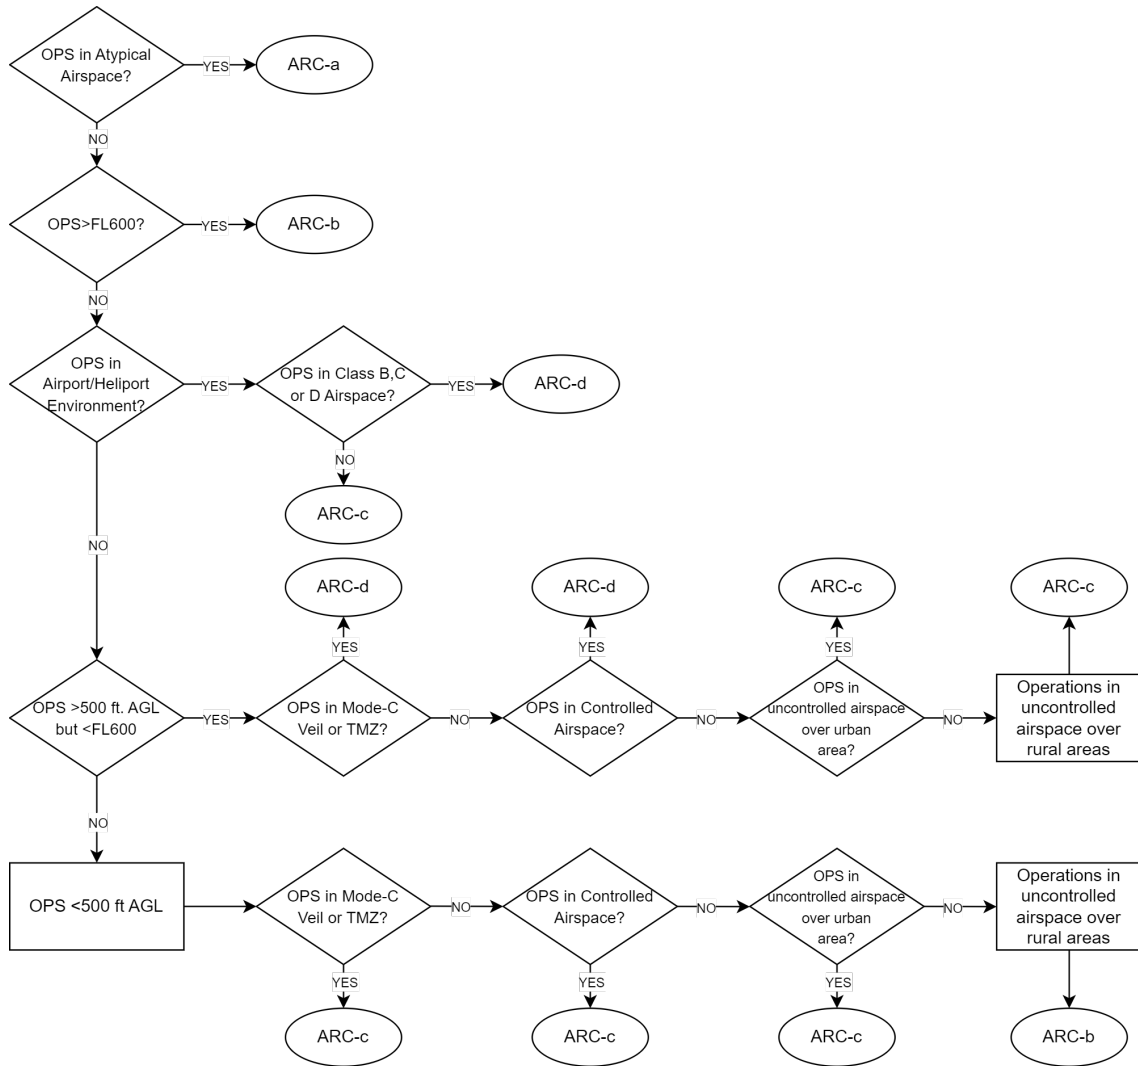 OPS in Atypical
Airspace?
YES
ARC-a
NO
OPS>FL600?
YES
ARC-b
NO
OPS in
Airport/Heliport
Environment?
YES
OPS in Class B,C
or D Airspace?
YES
ARC-d
NO
ARC-c
NO
ARC-d
ARC-d
ARC-c
ARC-c
YES
YES
YES
OPS >500 ft. AGL
but <FL600
YES
OPS in Mode-C
Veil or TMZ?
NO
OPS in Controlled
Airspace?
NO
OPS in
uncontrolled airspace
over urban
area?
NO
Operations in
uncontrolled
airspace over
rural areas
NO
OPS <500 ft AGL
OPS in Mode-C
Veil or TMZ?
NO
OPS in Controlled
Airspace?
NO
OPS in
uncontrolled airspace
over urban
area?
NO
Operations in
uncontrolled
airspace over
rural areas
YES
YES
YES
ARC-c
ARC-c
ARC-c
ARC-b